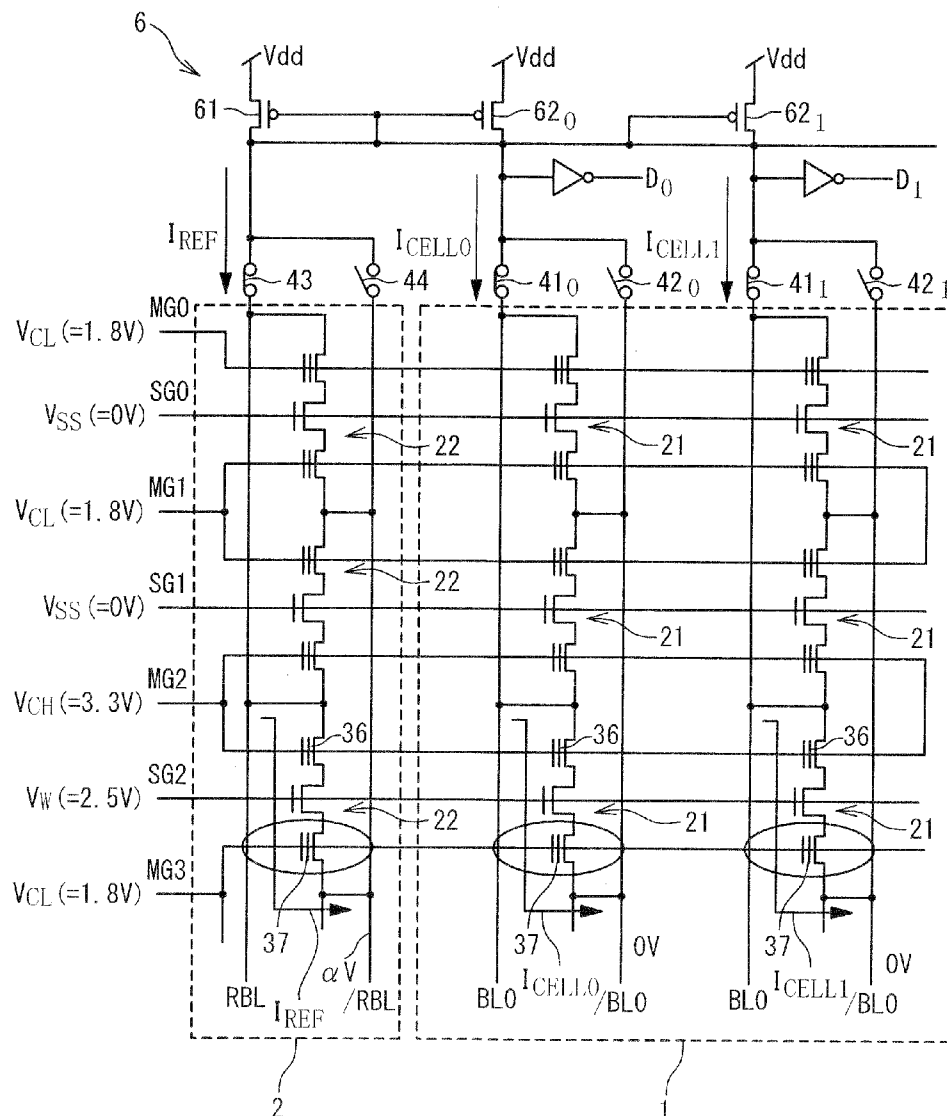 6
Vdd Vdd Vdd
61 62₀ 62₁
D₀ D₁
I_REF I_CELL0 I_CELL1
43 44 41₀ 42₀ 41₁ 42₁
MG0
V_CL(=1.8V)
SG0
V_SS(=0V)
22 21 21
MG1
V_CL(=1.8V)
22
SG1
V_SS(=0V)
21 21
MG2
V_CH(=3.3V)
36 36 36
SG2
V_W(=2.5V)
22 21 21
MG3
V_CL(=1.8V)
37 37 37
αV 0V 0V
RBL I_REF /RBL BL0 I_CELL0 /BL0 BL0 I_CELL1 /BL0
2 1